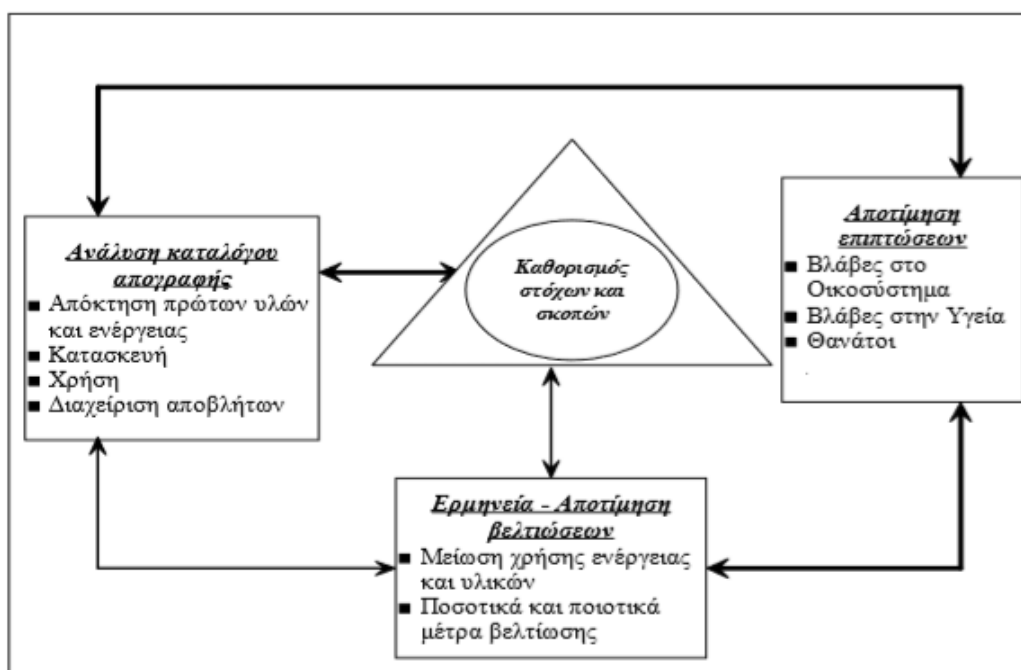 Ανάλυση καταλόγου
απογραφής
■ Απόκτηση πρώτων υλών
και ενέργειας
■ Κατασκευή
■ Χρήση
■ Διαχείριση αποβλήτων
Καθορισμός
στόχων και
σκοπών
Αποτίμηση
επιπτώσεων
■ Βλάβες στο
Οικοσύστημα
■ Βλάβες στην Υγεία
■ Θανάτοι
Ερμηνεία - Αποτίμηση
βελτιώσεων
■ Μείωση χρήσης ενέργειας
και υλικών
■ Ποσοτικά και ποιοτικά
μέτρα βελτίωσης